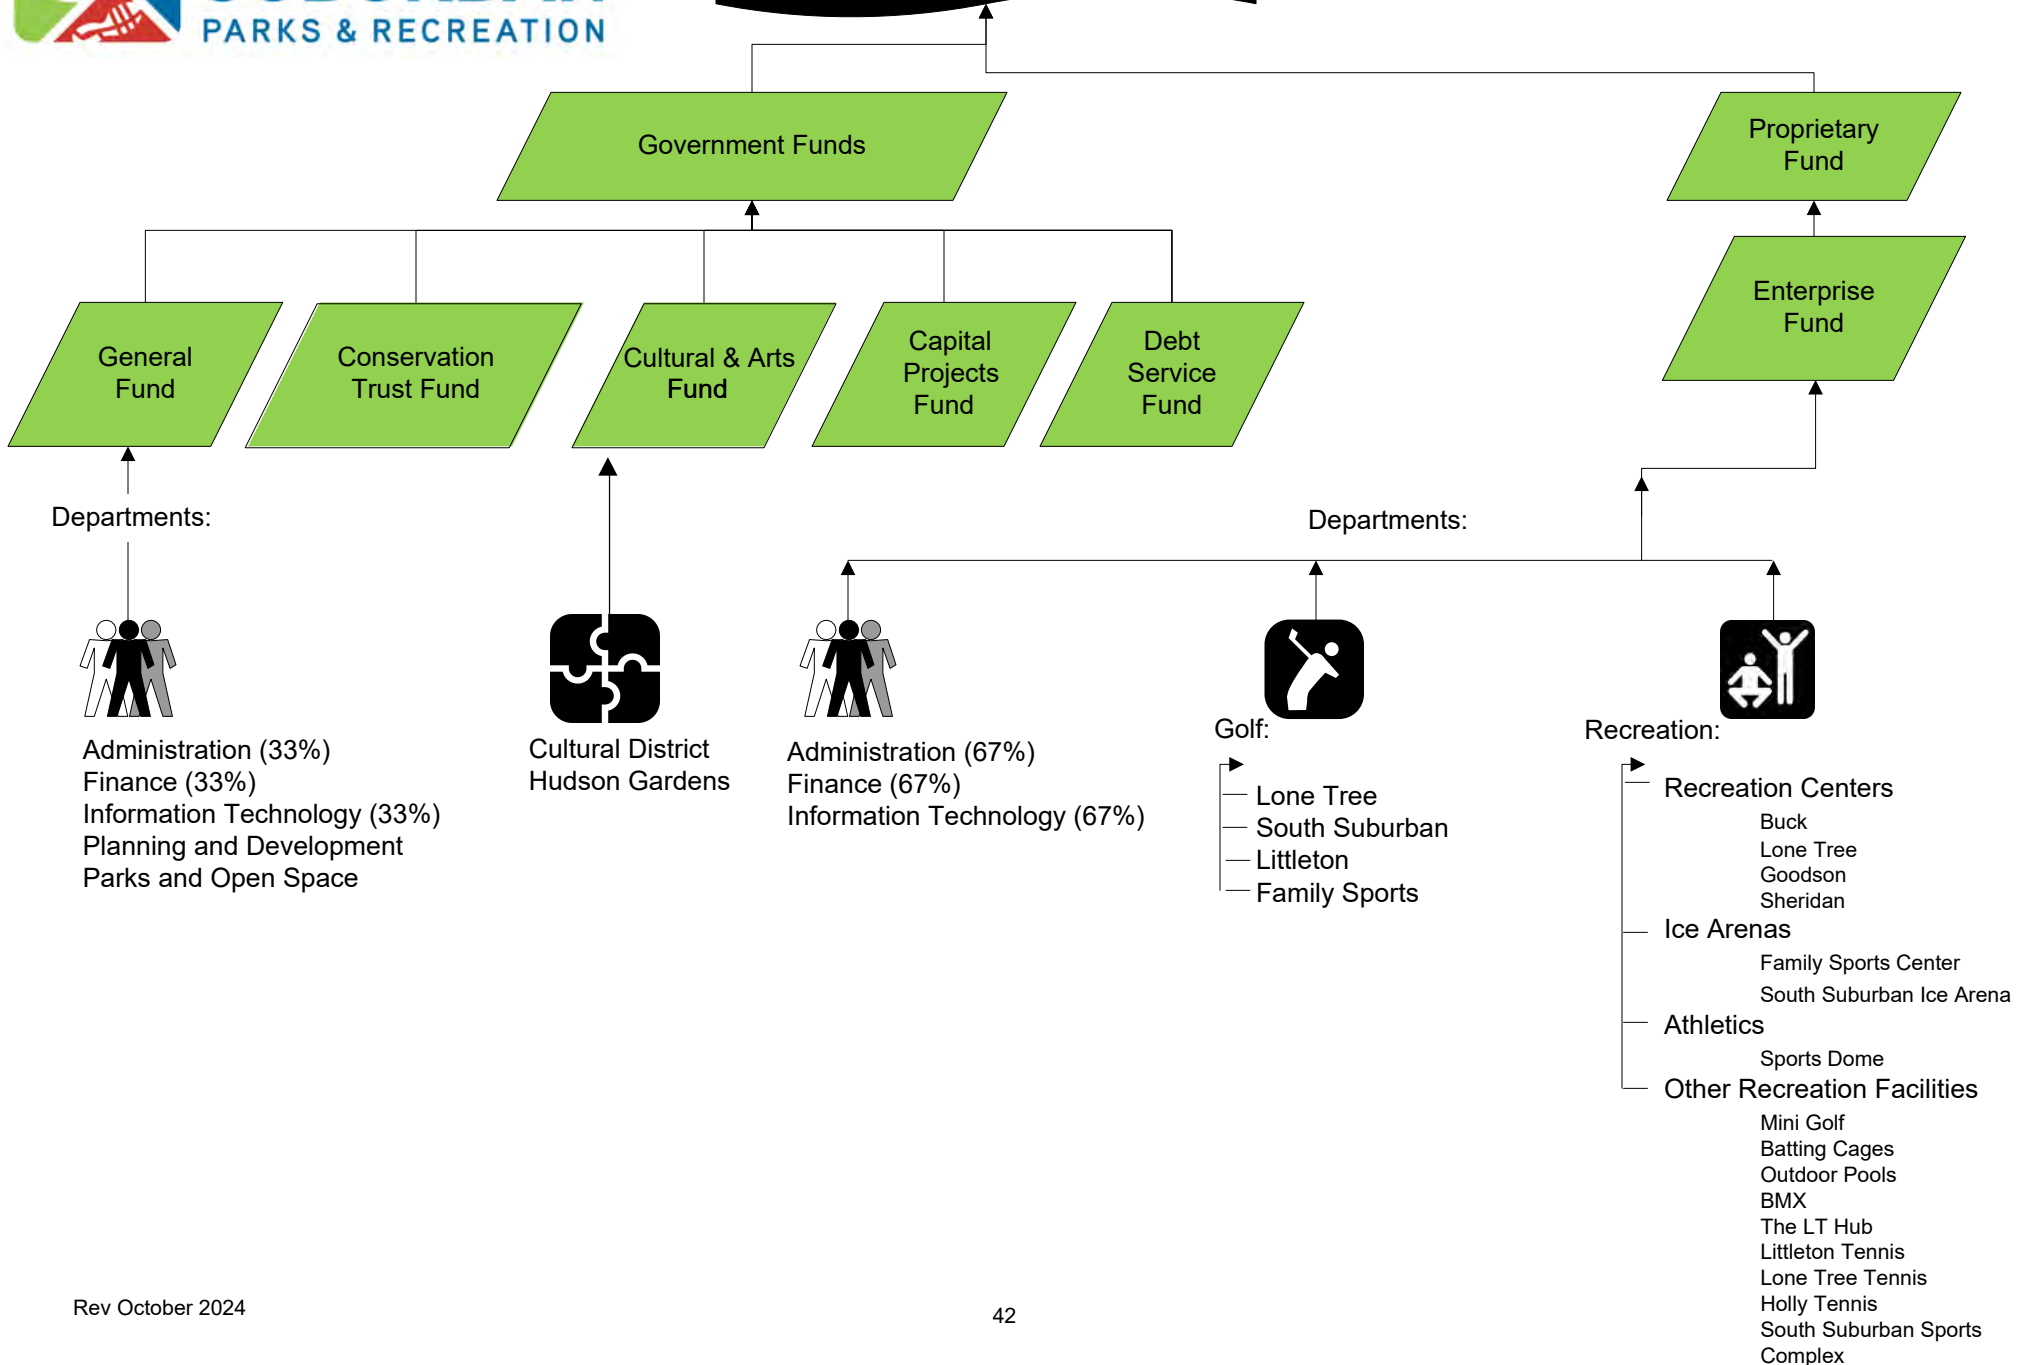 PARKS & RECREATION
Government Funds
Proprietary
Fund
Enterprise
Fund
General
Fund
Conservation
Trust Fund
Cultural & Arts
Fund
Capital
Projects
Fund
Debt
Service
Fund
Departments:
Departments:
Administration (33%)
Finance (33%)
Information Technology (33%)
Planning and Development
Parks and Open Space
Cultural District
Hudson Gardens
Administration (67%)
Finance (67%)
Information Technology (67%)
Golf:
Lone Tree
South Suburban
Littleton
Family Sports
Recreation:
Recreation Centers
Buck
Lone Tree
Goodson
Sheridan
Ice Arenas
Family Sports Center
South Suburban Ice Arena
Athletics
Sports Dome
Other Recreation Facilities
Mini Golf
Batting Cages
Outdoor Pools
BMX
The LT Hub
Littleton Tennis
Lone Tree Tennis
Holly Tennis
South Suburban Sports
Complex
Rev October 2024
42